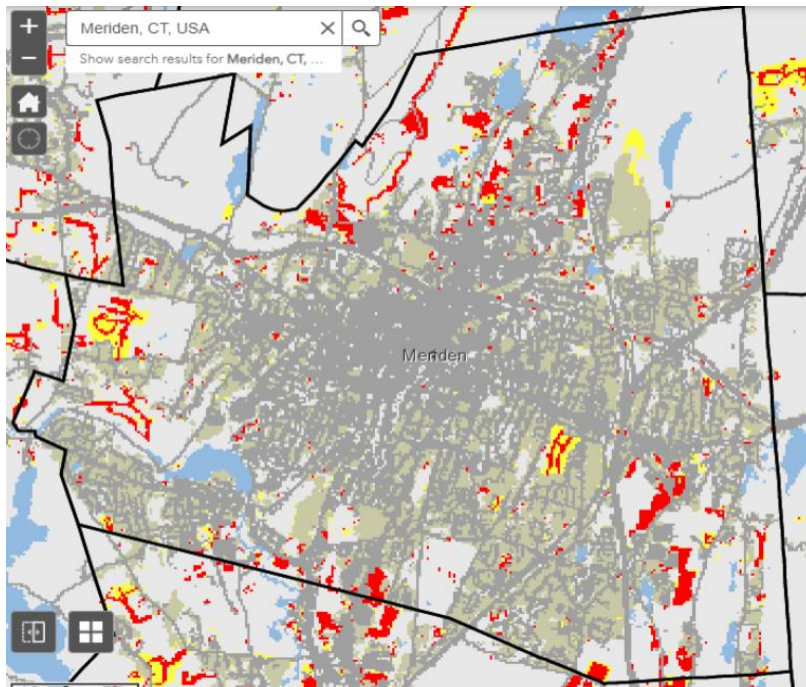 +
Meriden, CT, USA
Show search results for Meriden, CT, ...
−
Meriden